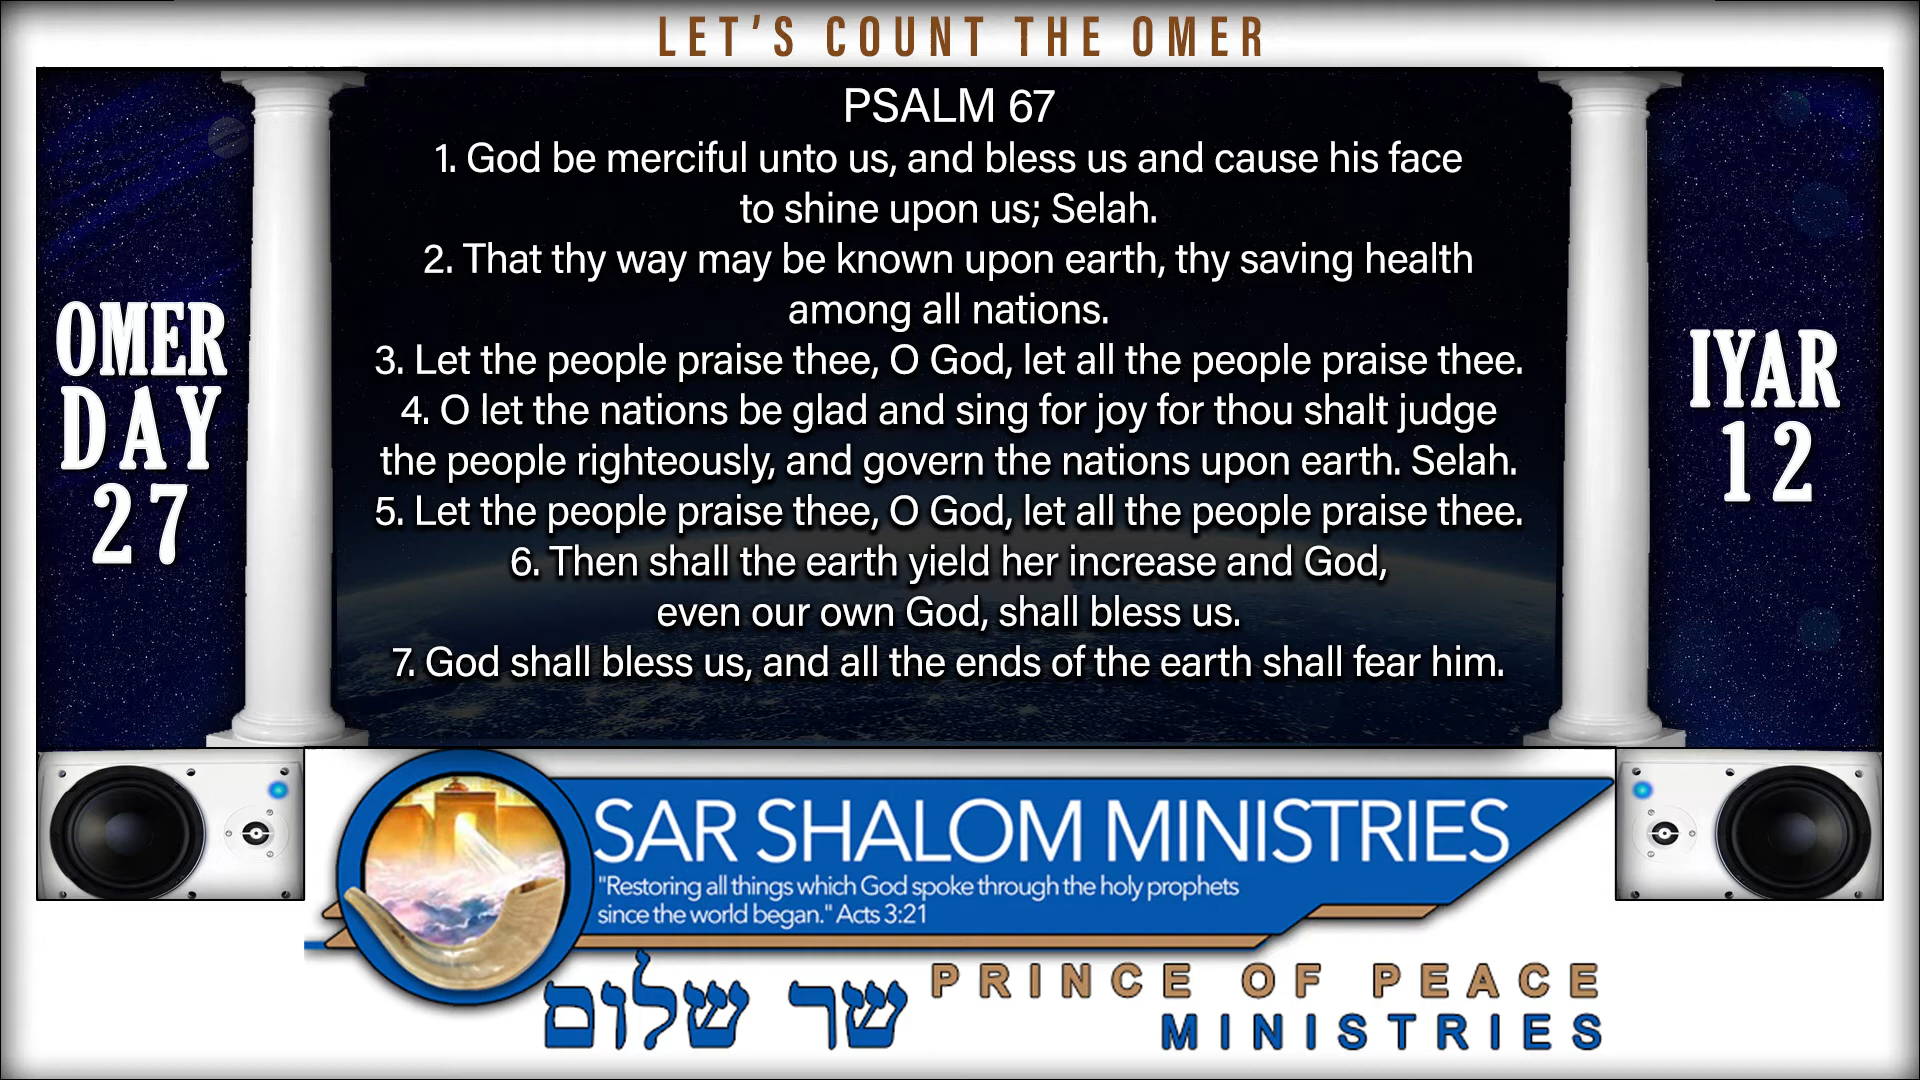 LET'S COUNT THE OMER
PSALM 67
1. God be merciful unto us, and bless us and cause his face
to shine upon us; Selah.
2. That thy way may be known upon earth, thy saving health
among all nations.
3. Let the people praise thee, O God, let all the people praise thee.
4. O let the nations be glad and sing for joy for thou shalt judge
the people righteously, and govern the nations upon earth. Selah.
5. Let the people praise thee, O God, let all the people praise thee.
6. Then shall the earth yield her increase and God,
even our own God, shall bless us.
7. God shall bless us, and all the ends of the earth shall fear him.
OMER
DAY
27
IYAR
12
SAR SHALOM MINISTRIES
"Restoring all things which God spoke through the holy prophets
since the world began." Acts 3:21
שר שלום
PRINCE OF PEACE
MINISTRIES